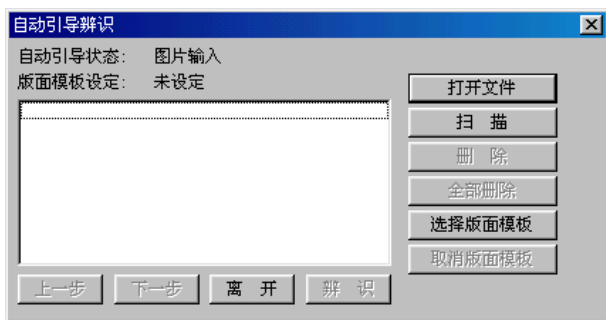 自动引导辨识
自动引导状态: 图片输入
版面模板设定: 未设定
打开文件
扫 描
删 除
全部删除
选择版面模板
取消版面模板
上一步 下一步 离 开 辨 识